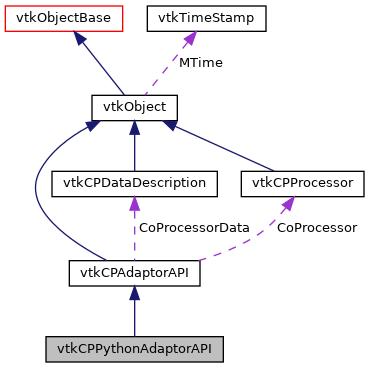 vtkObjectBase
vtkTimeStamp
MTime
vtkObject
vtkCPDataDescription
vtkCPProcessor
CoProcessorData
CoProcessor
vtkCPAdaptorAPI
vtkCPPythonAdaptorAPI